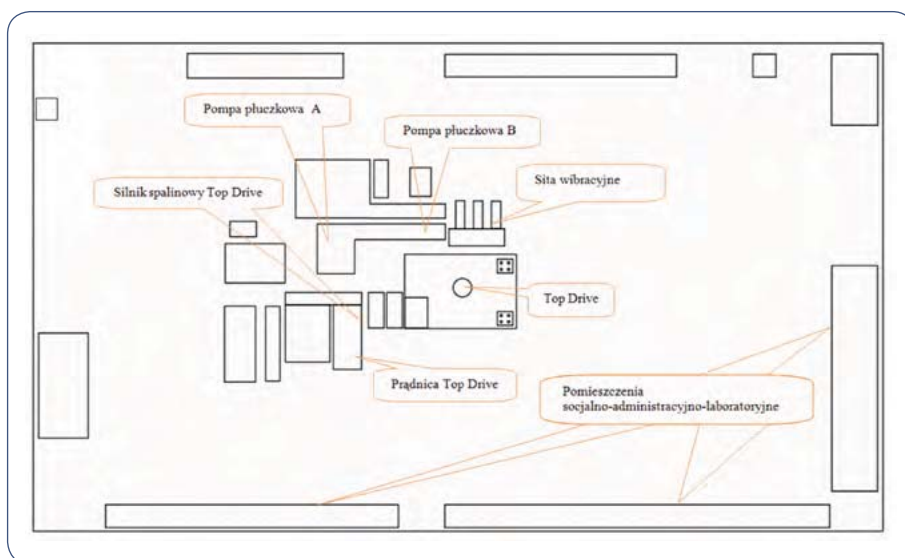 Pompa płuczkowa A
Pompa płuczkowa B
Silnik spalinowy Top Drive
Sita wibracyjne
Top Drive
Prądnica Top Drive
Pomieszczenia
socjalno-administracyjno-laboratoryjne